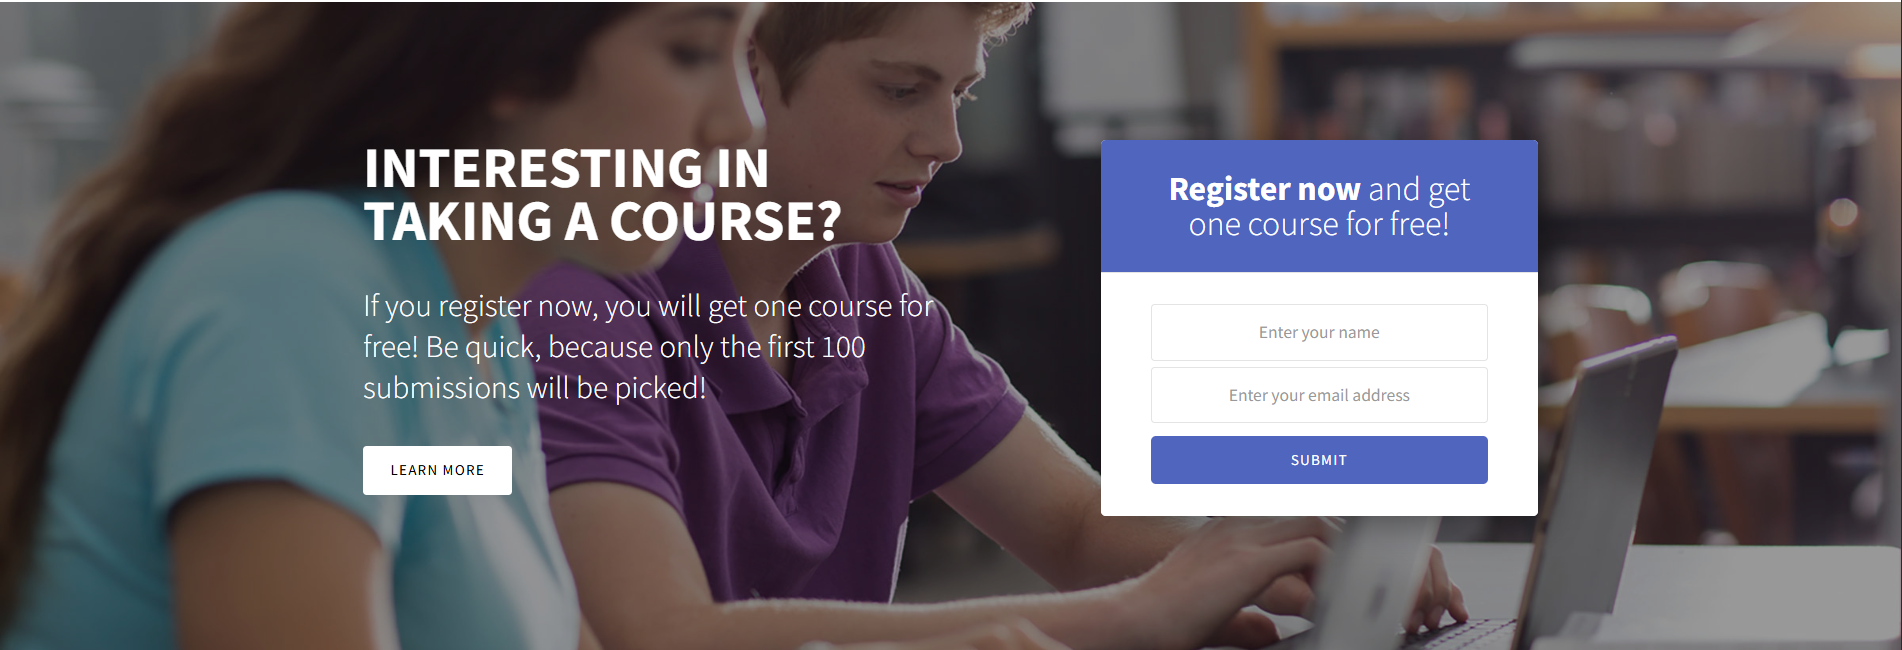 INTERESTING IN
TAKING A COURSE?
If you register now, you will get one course for
free! Be quick, because only the first 100
submissions will be picked!
LEARN MORE
Register now and get
one course for free!
Enter your name
Enter your email address
SUBMIT